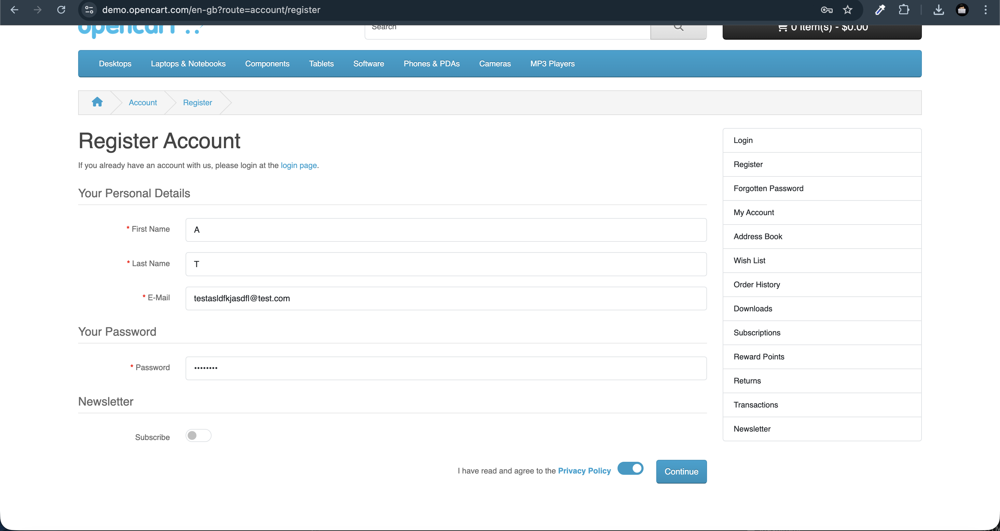 demo.opencart.com/en-gb?route=account/register
opencart
Search
0 item(s) - $0.00
Desktops Laptops & Notebooks Components Tablets Software Phones & PDAs Cameras MP3 Players
Account Register
Register Account
If you already have an account with us, please login at the login page.
Your Personal Details
* First Name A
* Last Name T
* E-Mail testasldfkjasdfl@test.com
Your Password
* Password ••••••••
Newsletter
Subscribe
I have read and agree to the Privacy Policy Continue
Login
Register
Forgotten Password
My Account
Address Book
Wish List
Order History
Downloads
Subscriptions
Reward Points
Returns
Transactions
Newsletter